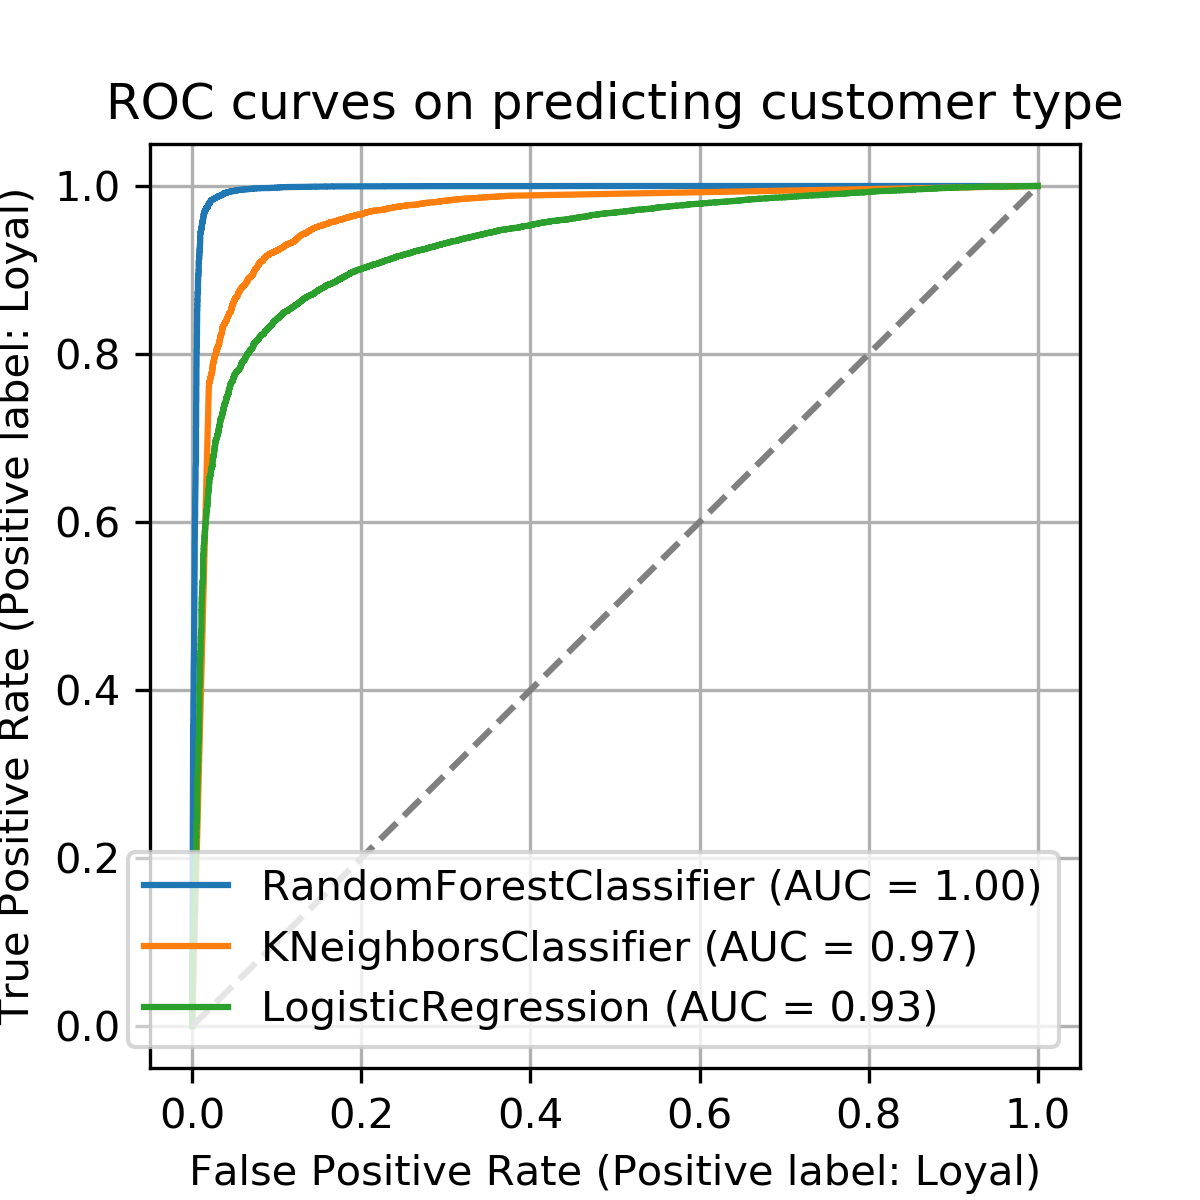 ROC curves on predicting customer type
True Positive Rate (Positive label: Loyal)
1.0
0.8
0.6
0.4
0.2
0.0
RandomForestClassifier (AUC = 1.00)
KNeighborsClassifier (AUC = 0.97)
LogisticRegression (AUC = 0.93)
0.0 0.2 0.4 0.6 0.8 1.0
False Positive Rate (Positive label: Loyal)